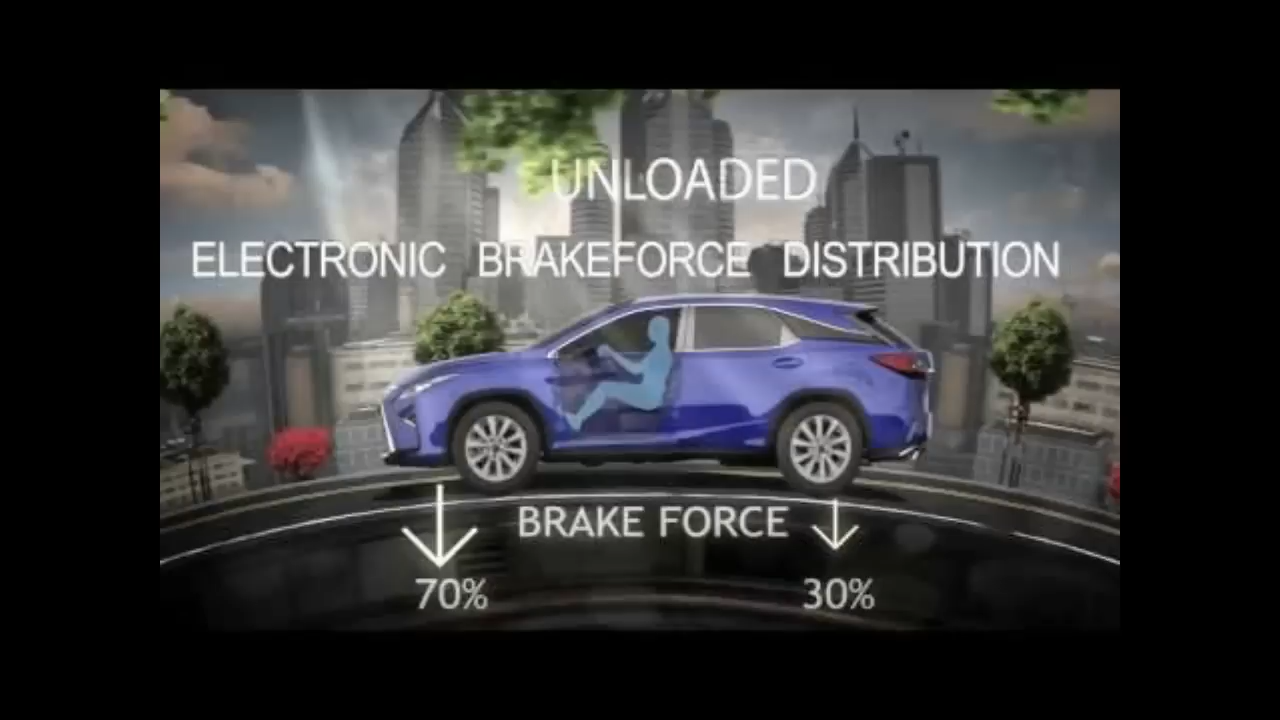 UNLOADED
ELECTRONIC BRAKEFORCE DISTRIBUTION
BRAKE FORCE
70% 30%